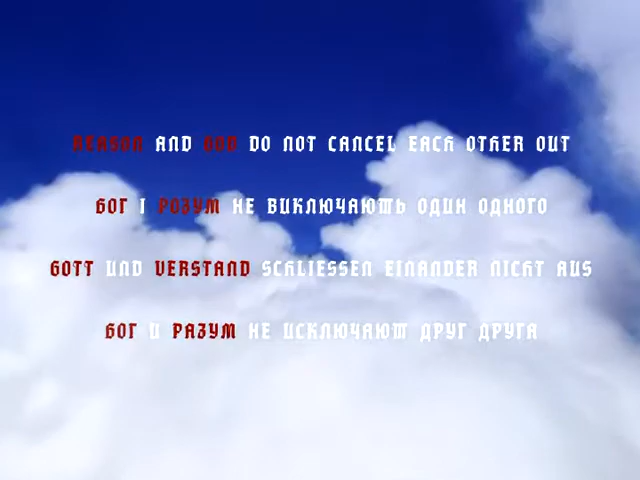 REASON AND GOD DO NOT CANCEL EACH OTHER OUT
БОГ І РОЗУМ НЕ ВИКЛЮЧАЮТЬ ОДИН ОДНОГО
GOTT UND VERSTAND SCHLIESSEN EINANDER NICHT AUS
БОГ И РАЗУМ НЕ ИСКЛЮЧАЮТ ДРУГ ДРУГА